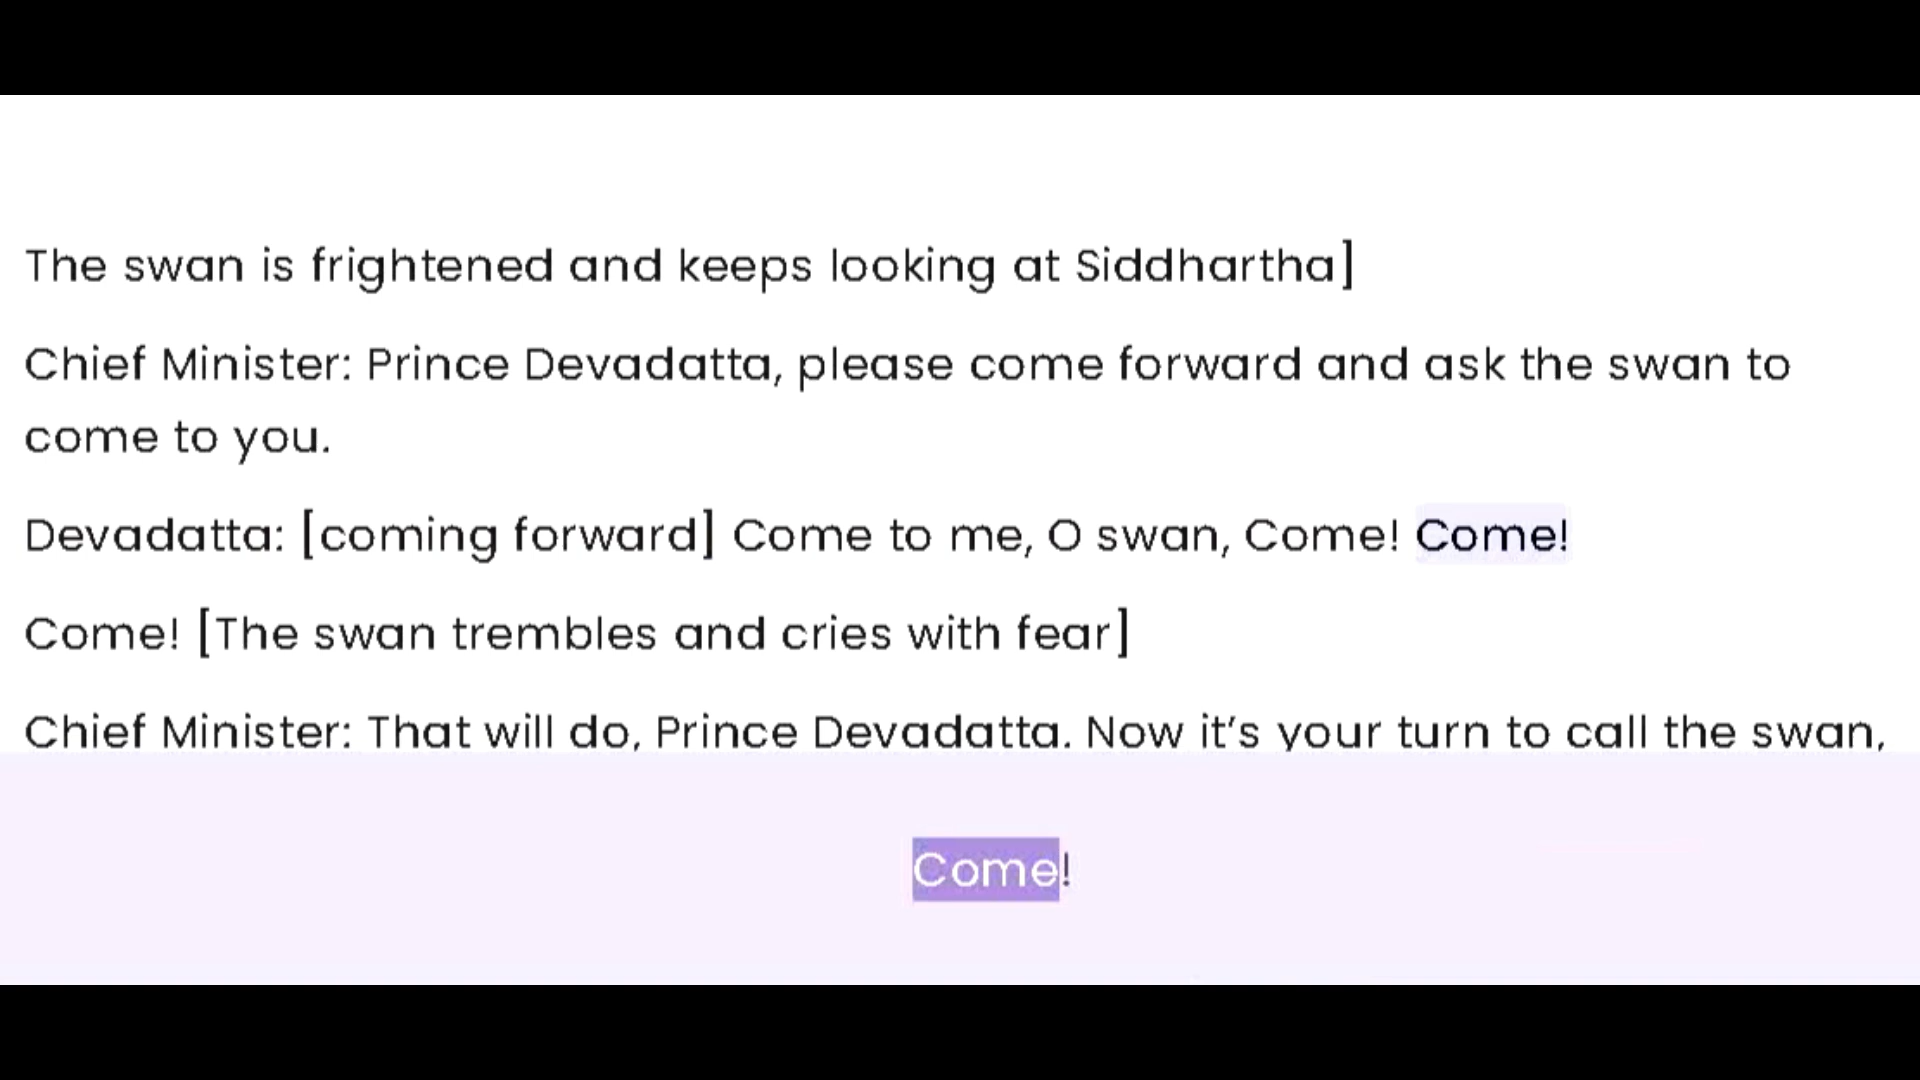 The swan is frightened and keeps looking at Siddhartha]
Chief Minister: Prince Devadatta, please come forward and ask the swan to
come to you.
Devadatta: [coming forward] Come to me, O swan, Come! Come!
Come! [The swan trembles and cries with fear]
Chief Minister: That will do, Prince Devadatta. Now it’s your turn to call the swan,
Come!